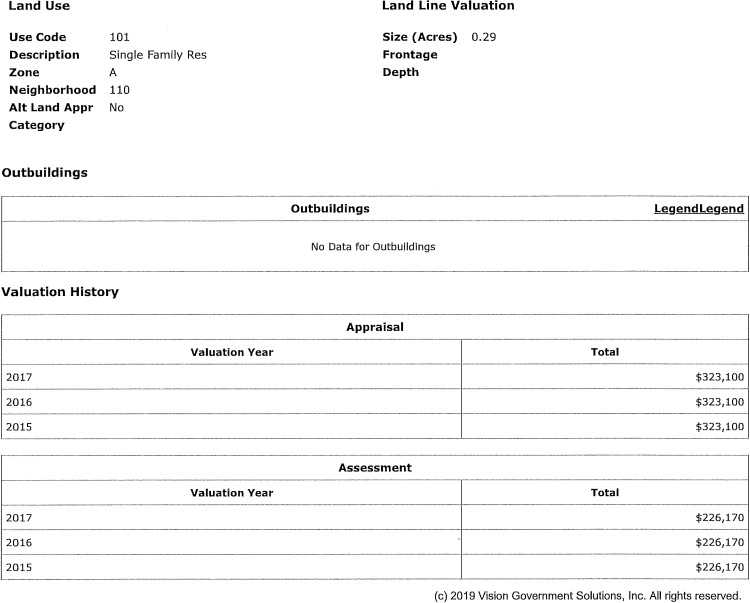 Land Use
Land Line Valuation
Use Code 101
Description Single Family Res
Zone A
Neighborhood 110
Alt Land Appr No
Category
Size (Acres) 0.29
Frontage
Depth
Outbuildings
Outbuildings LegendLegend
No Data for Outbuildings
Valuation History
Appraisal
Valuation Year Total
2017 $323,100
2016 $323,100
2015 $323,100
Assessment
Valuation Year Total
2017 $226,170
2016 $226,170
2015 $226,170
(c) 2019 Vision Government Solutions, Inc. All rights reserved.